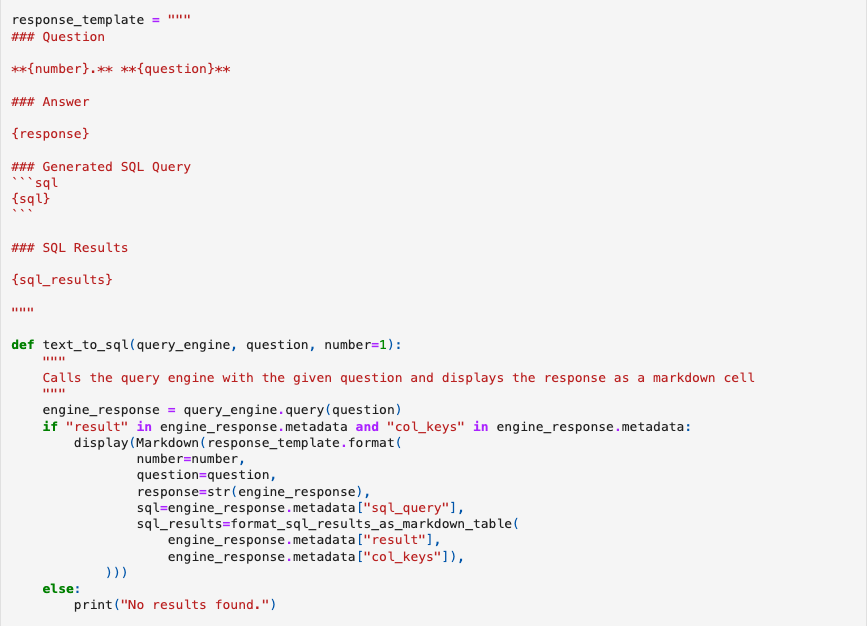 response_template = """
### Question

**{number}.** **{question}**

### Answer

{response}

### Generated SQL Query
```sql
{sql}
```

### SQL Results

{sql_results}

"""

def text_to_sql(query_engine, question, number=1):
    """
    Calls the query engine with the given question and displays the response as a markdown cell
    """
    engine_response = query_engine.query(question)
    if "result" in engine_response.metadata and "col_keys" in engine_response.metadata:
        display(Markdown(response_template.format(
                number=number,
                question=question,
                response=str(engine_response),
                sql=engine_response.metadata["sql_query"],
                sql_results=format_sql_results_as_markdown_table(
                    engine_response.metadata["result"],
                    engine_response.metadata["col_keys"]),
            )))
    else:
        print("No results found.")